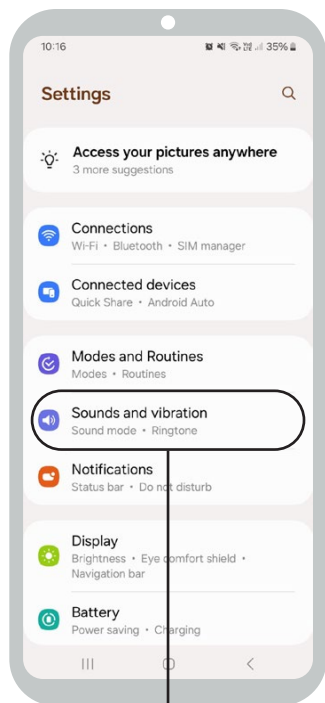 10:16 35%
Settings
Access your pictures anywhere
3 more suggestions
Connections
Wi-Fi • Bluetooth • SIM manager
Connected devices
Quick Share • Android Auto
Modes and Routines
Modes • Routines
Sounds and vibration
Sound mode • Ringtone
Notifications
Status bar • Do not disturb
Display
Brightness • Eye comfort shield •
Navigation bar
Battery
Power saving • Charging